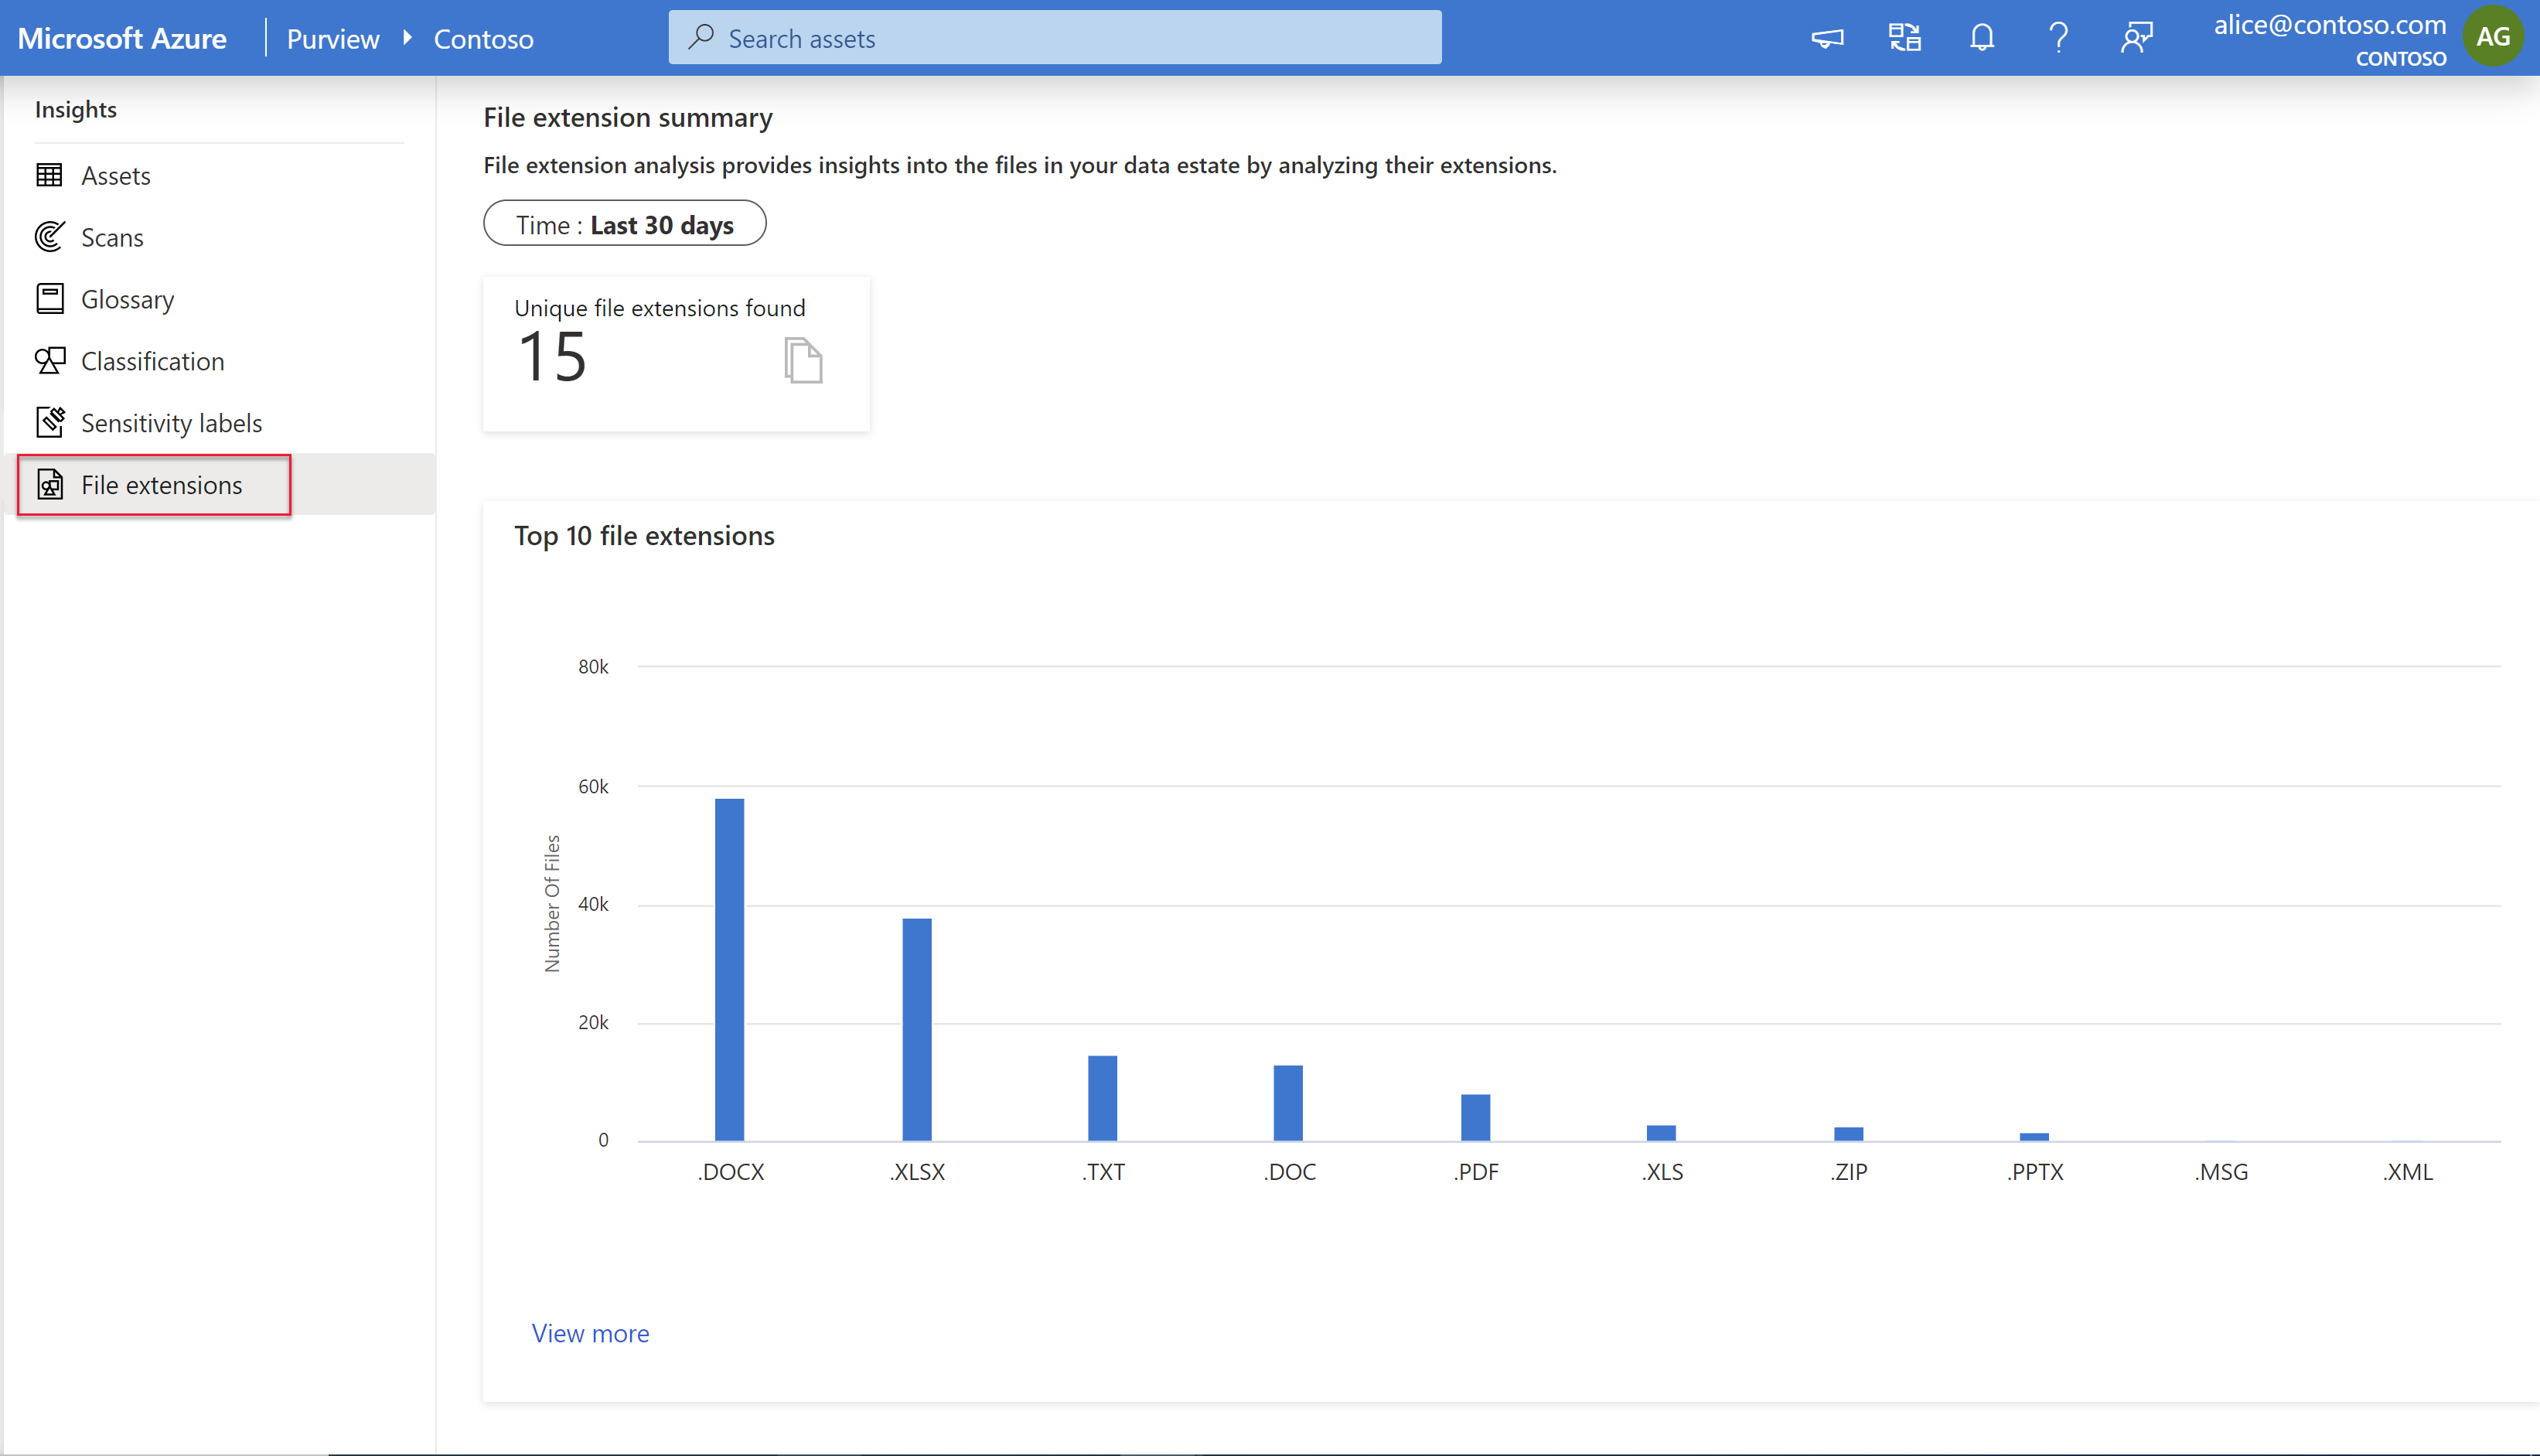 Microsoft Azure
Purview
Contoso
Search assets
alice@contoso.com
CONTOSO
AG
Insights
Assets
Scans
Glossary
Classification
Sensitivity labels
File extensions
File extension summary
File extension analysis provides insights into the files in your data estate by analyzing their extensions.
Time : Last 30 days
Unique file extensions found
15
Top 10 file extensions
Number Of Files
80k
60k
40k
20k
0
.DOCX .XLSX .TXT .DOC .PDF .XLS .ZIP .PPTX .MSG .XML
View more